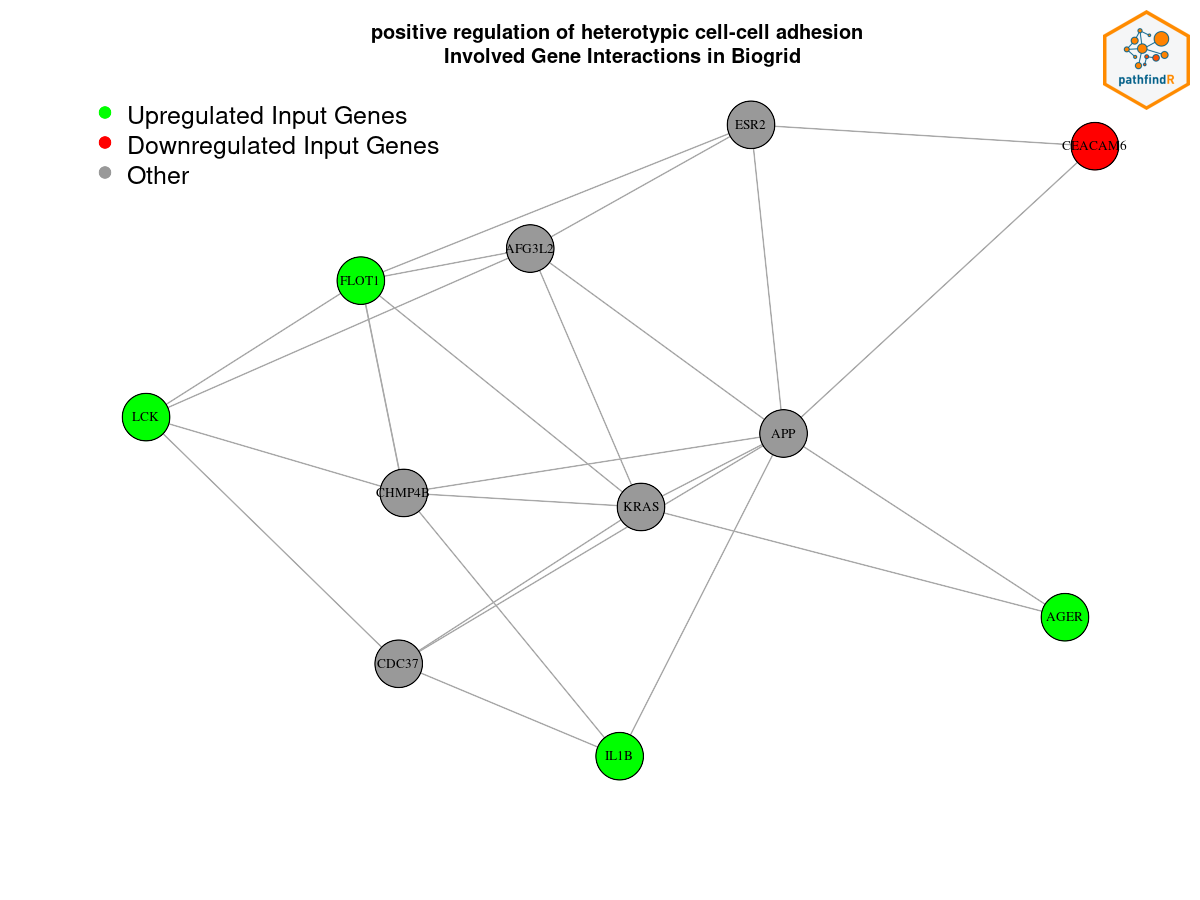 positive regulation of heterotypic cell-cell adhesion
Involved Gene Interactions in Biogrid
pathfindR
Upregulated Input Genes
Downregulated Input Genes
Other
ESR2
CEACAM6
AFG3L2
FLOT1
LCK
APP
CHMP4B
KRAS
AGER
CDC37
IL1B